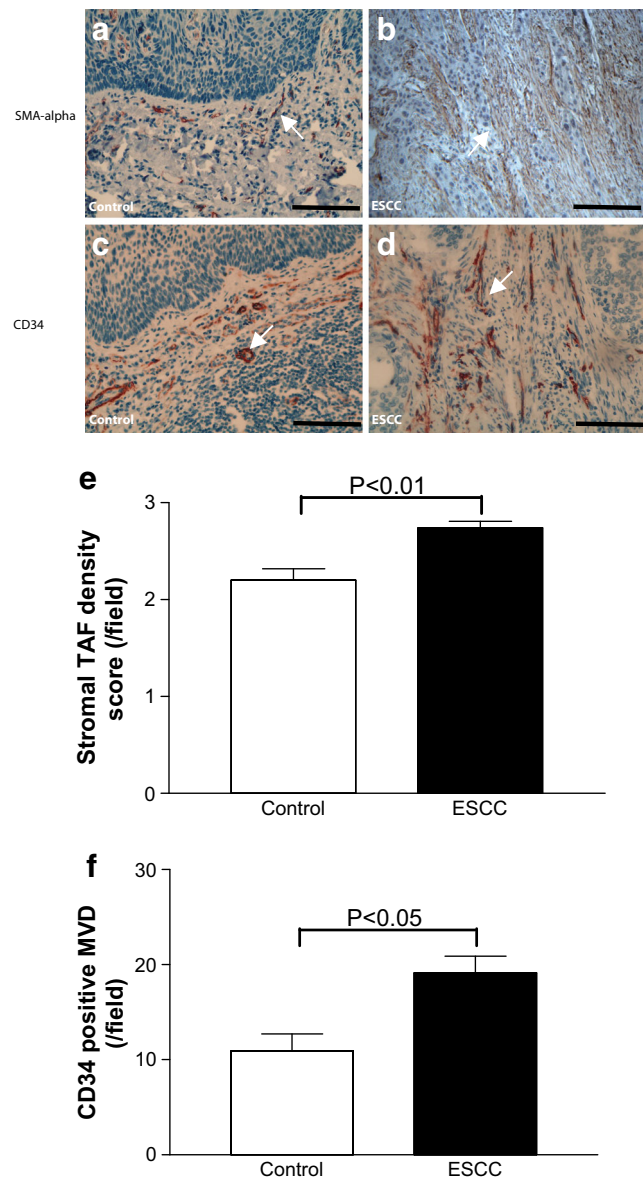 a
b
SMA-alpha
Control
ESCC
c
d
CD34
Control
ESCC
e
P<0.01
Stromal TAF density
score (/field)
3
2
1
0
Control
ESCC
f
P<0.05
CD34 positive MVD
(/field)
30
20
10
0
Control
ESCC